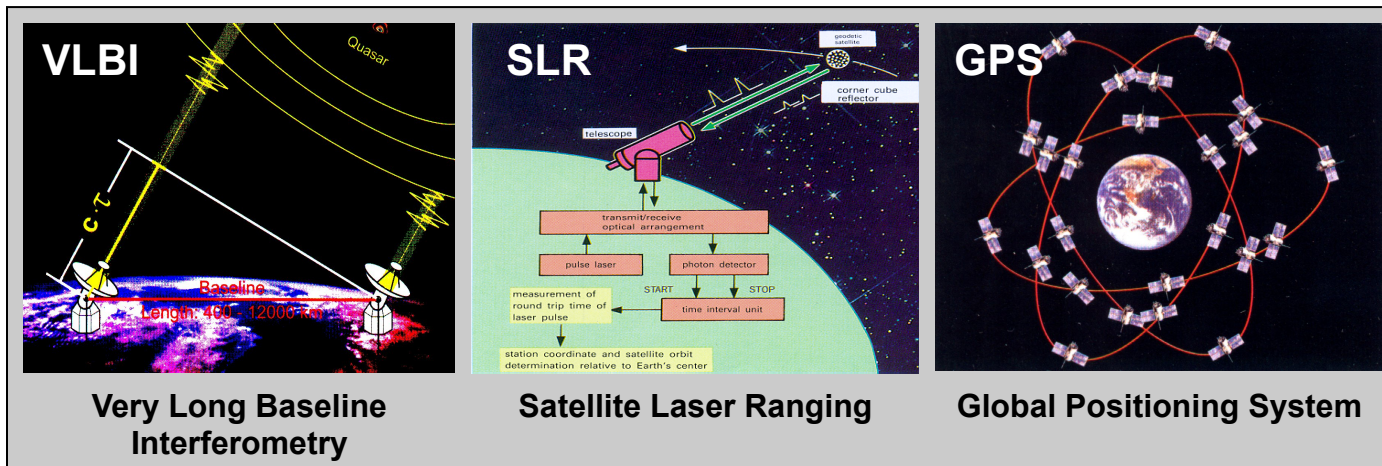 VLBI
Quasar
c·τ
Baseline
Length: 400 - 12000 km
Very Long Baseline
Interferometry
SLR
geodetic
satellite
corner cube
reflector
telescope
transmit/receive
optical arrangement
pulse laser
photon detector
START
STOP
measurement of
round trip time of
laser pulse
time interval unit
station coordinate and satellite orbit
determination relative to Earth's center
Satellite Laser Ranging
GPS
Global Positioning System